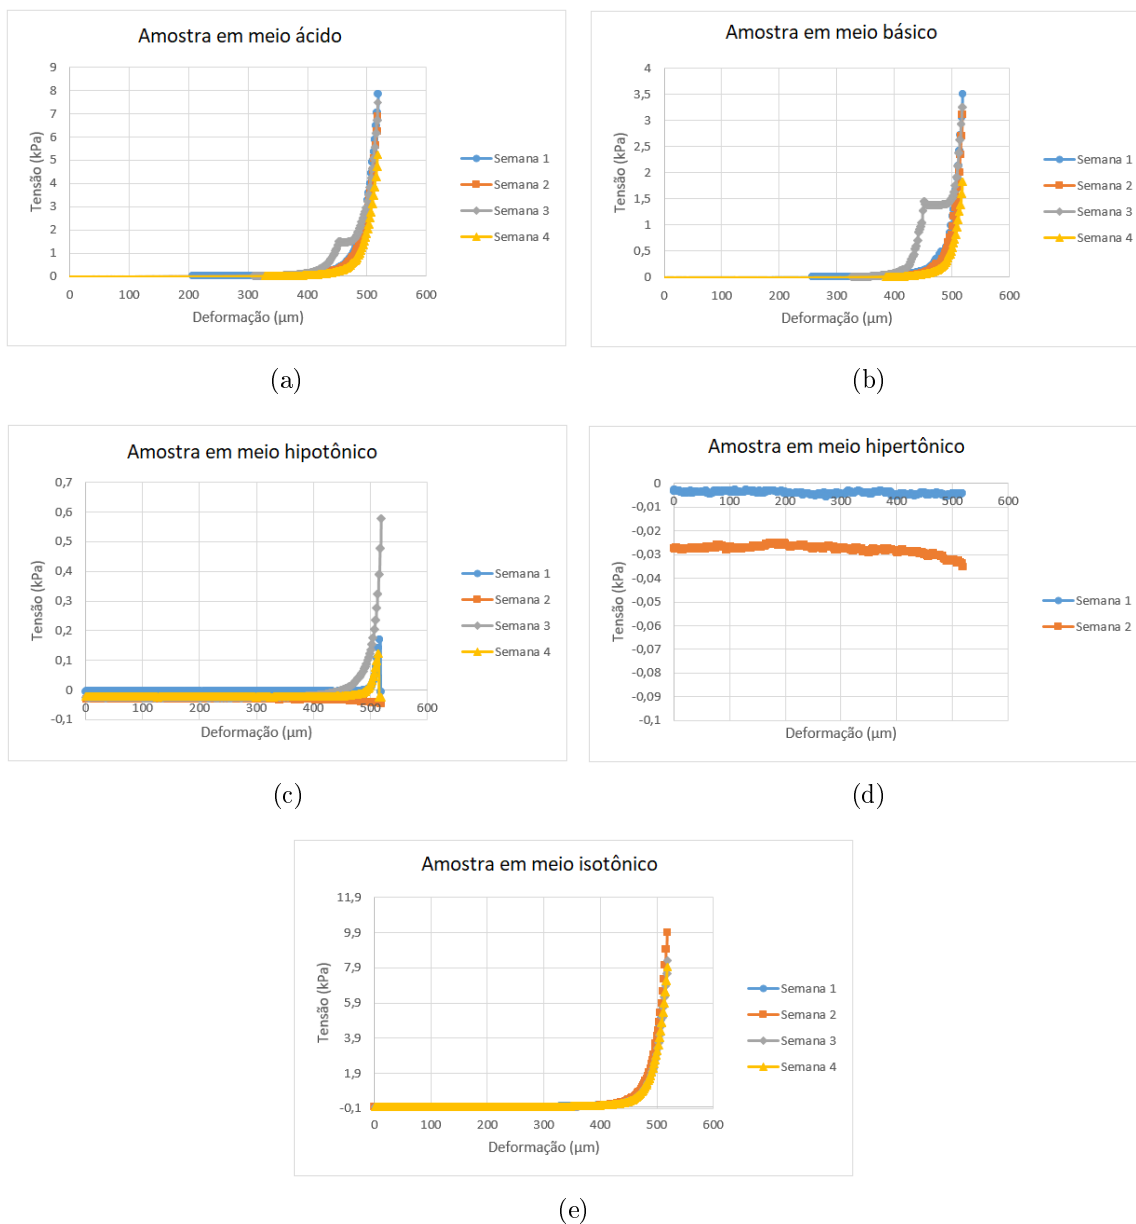 Amostra em meio ácido
Tensão (kPa)
9
8
7
6
5
4
3
2
1
0
0 100 200 300 400 500 600
Deformação (µm)
Semana 1
Semana 2
Semana 3
Semana 4
(a)
Amostra em meio básico
Tensão (kPa)
4
3,5
3
2,5
2
1,5
1
0,5
0
0 100 200 300 400 500 600
Deformação (µm)
Semana 1
Semana 2
Semana 3
Semana 4
(b)
Amostra em meio hipotônico
Tensão (kPa)
0,7
0,6
0,5
0,4
0,3
0,2
0,1
0
-0,1
0 100 200 300 400 500 600
Deformação (µm)
Semana 1
Semana 2
Semana 3
Semana 4
(c)
Amostra em meio hipertônico
Tensão (kPa)
0
-0,01
-0,02
-0,03
-0,04
-0,05
-0,06
-0,07
-0,08
-0,09
-0,1
0 100 200 300 400 500 600
Deformação (µm)
Semana 1
Semana 2
(d)
Amostra em meio isotônico
Tensão (kPa)
11,9
9,9
7,9
5,9
3,9
1,9
-0,1
0 100 200 300 400 500 600
Deformação (µm)
Semana 1
Semana 2
Semana 3
Semana 4
(e)